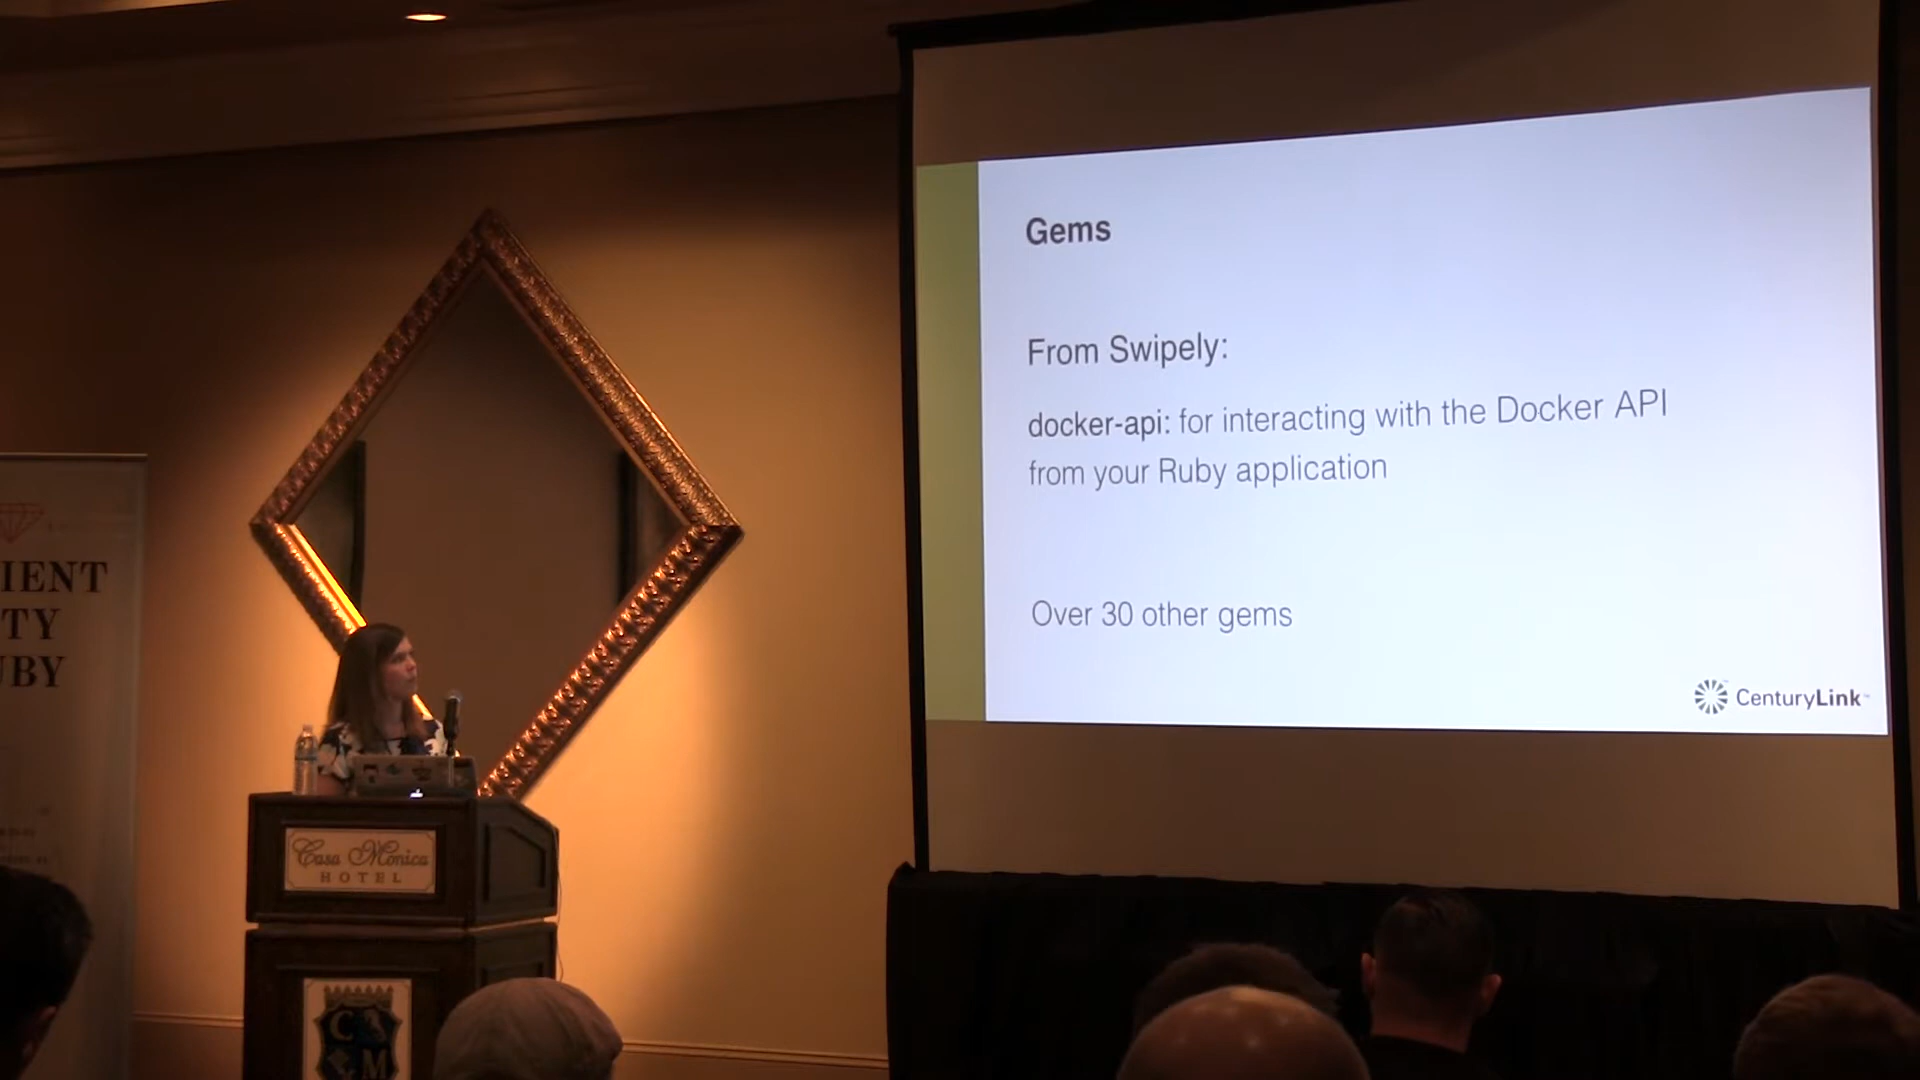 Gems
From Swipely:
docker-api: for interacting with the Docker API
from your Ruby application
Over 30 other gems
CenturyLink
IENT
TY
UBY
Casa Monica
HOTEL
C
M